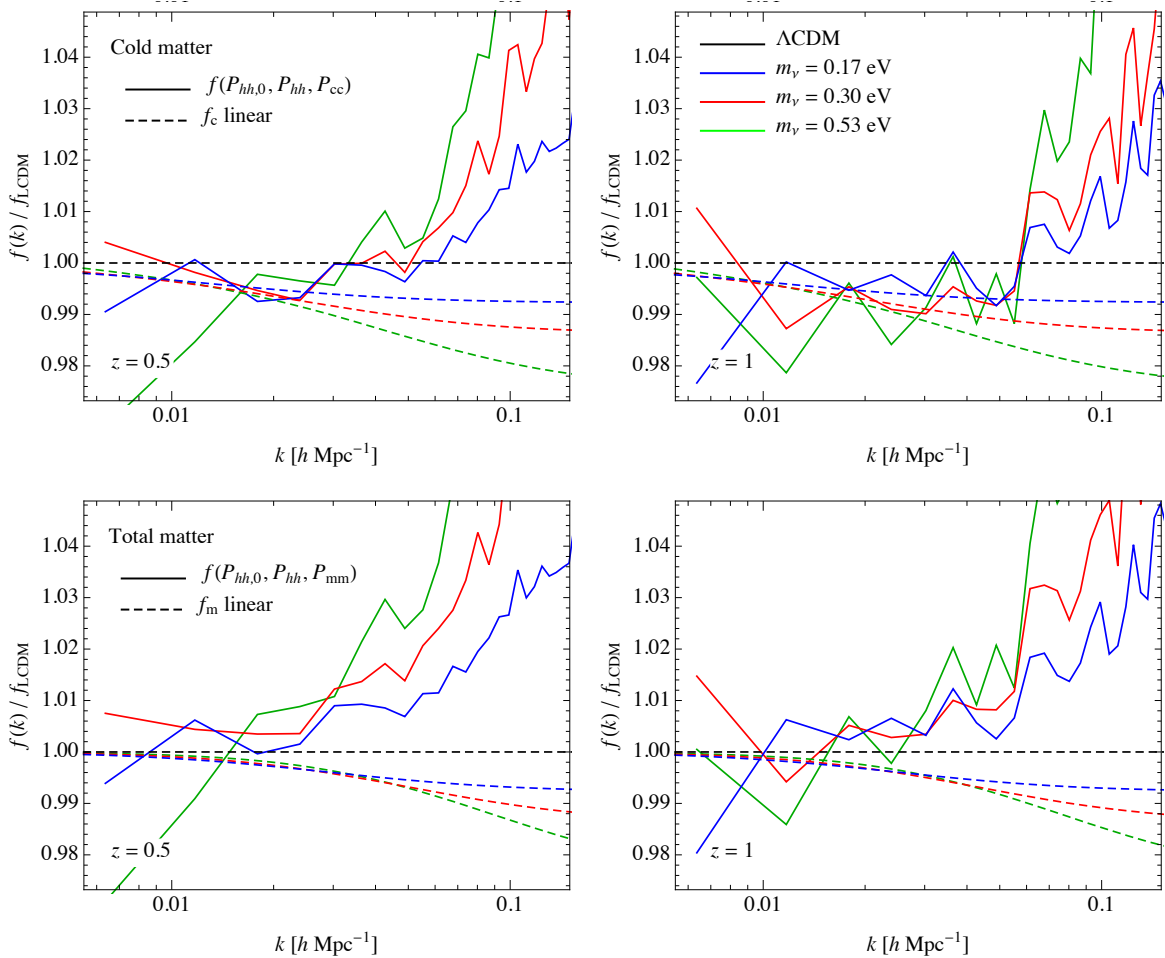 Cold matter
f(P_hh,0, P_hh, P_cc)
f_c linear
z = 0.5
1.04
1.03
1.02
1.01
1.00
0.99
0.98
f(k) / f_LCDM
0.01
0.1
k [h Mpc⁻¹]
ΛCDM
m_ν = 0.17 eV
m_ν = 0.30 eV
m_ν = 0.53 eV
z = 1
1.04
1.03
1.02
1.01
1.00
0.99
0.98
f(k) / f_LCDM
0.01
0.1
k [h Mpc⁻¹]
Total matter
f(P_hh,0, P_hh, P_mm)
f_m linear
z = 0.5
1.04
1.03
1.02
1.01
1.00
0.99
0.98
f(k) / f_LCDM
0.01
0.1
k [h Mpc⁻¹]
z = 1
1.04
1.03
1.02
1.01
1.00
0.99
0.98
f(k) / f_LCDM
0.01
0.1
k [h Mpc⁻¹]